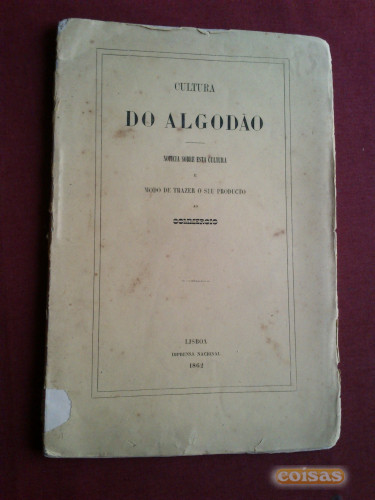 CULTURA
DO ALGODÃO
NOTICIA SOBRE ESTA CULTURA
E
MODO DE TRAZER O SEU PRODUCTO
AO
COMMERCIO
LISBOA
IMPRENSA NACIONAL
1862
coisas